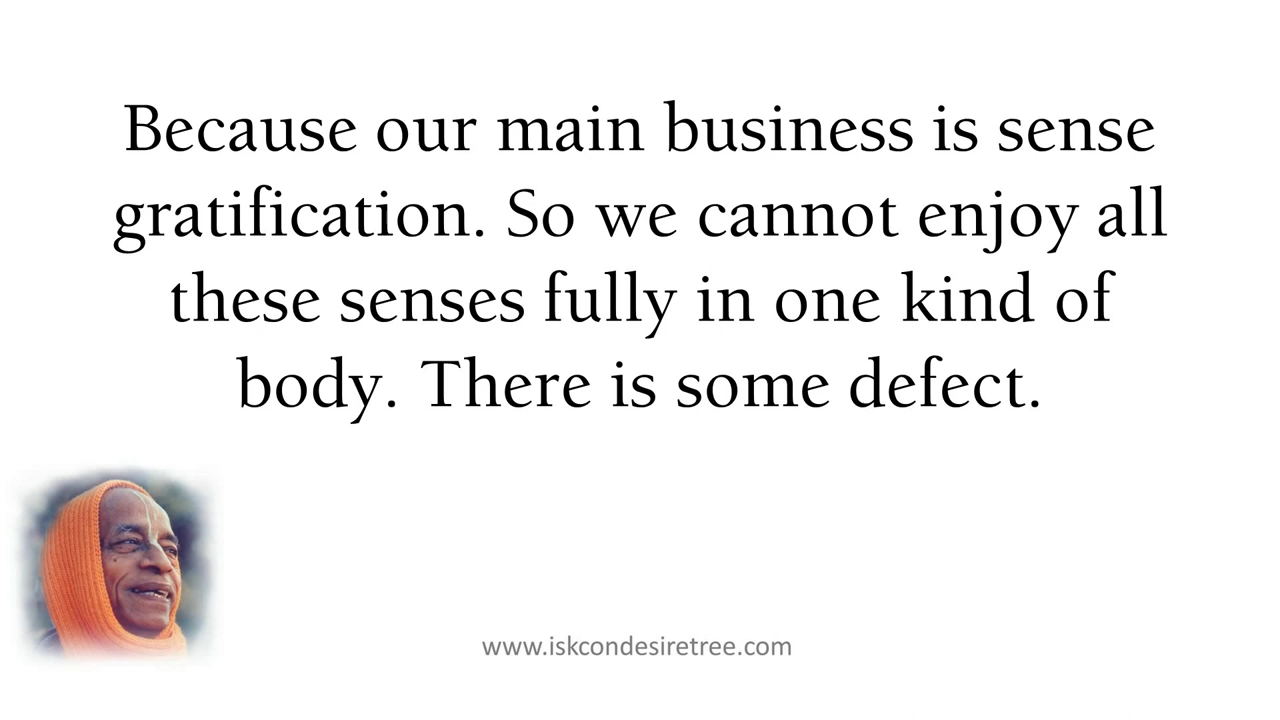 Because our main business is sense
gratification. So we cannot enjoy all
these senses fully in one kind of
body. There is some defect.
www.iskcondesiretree.com